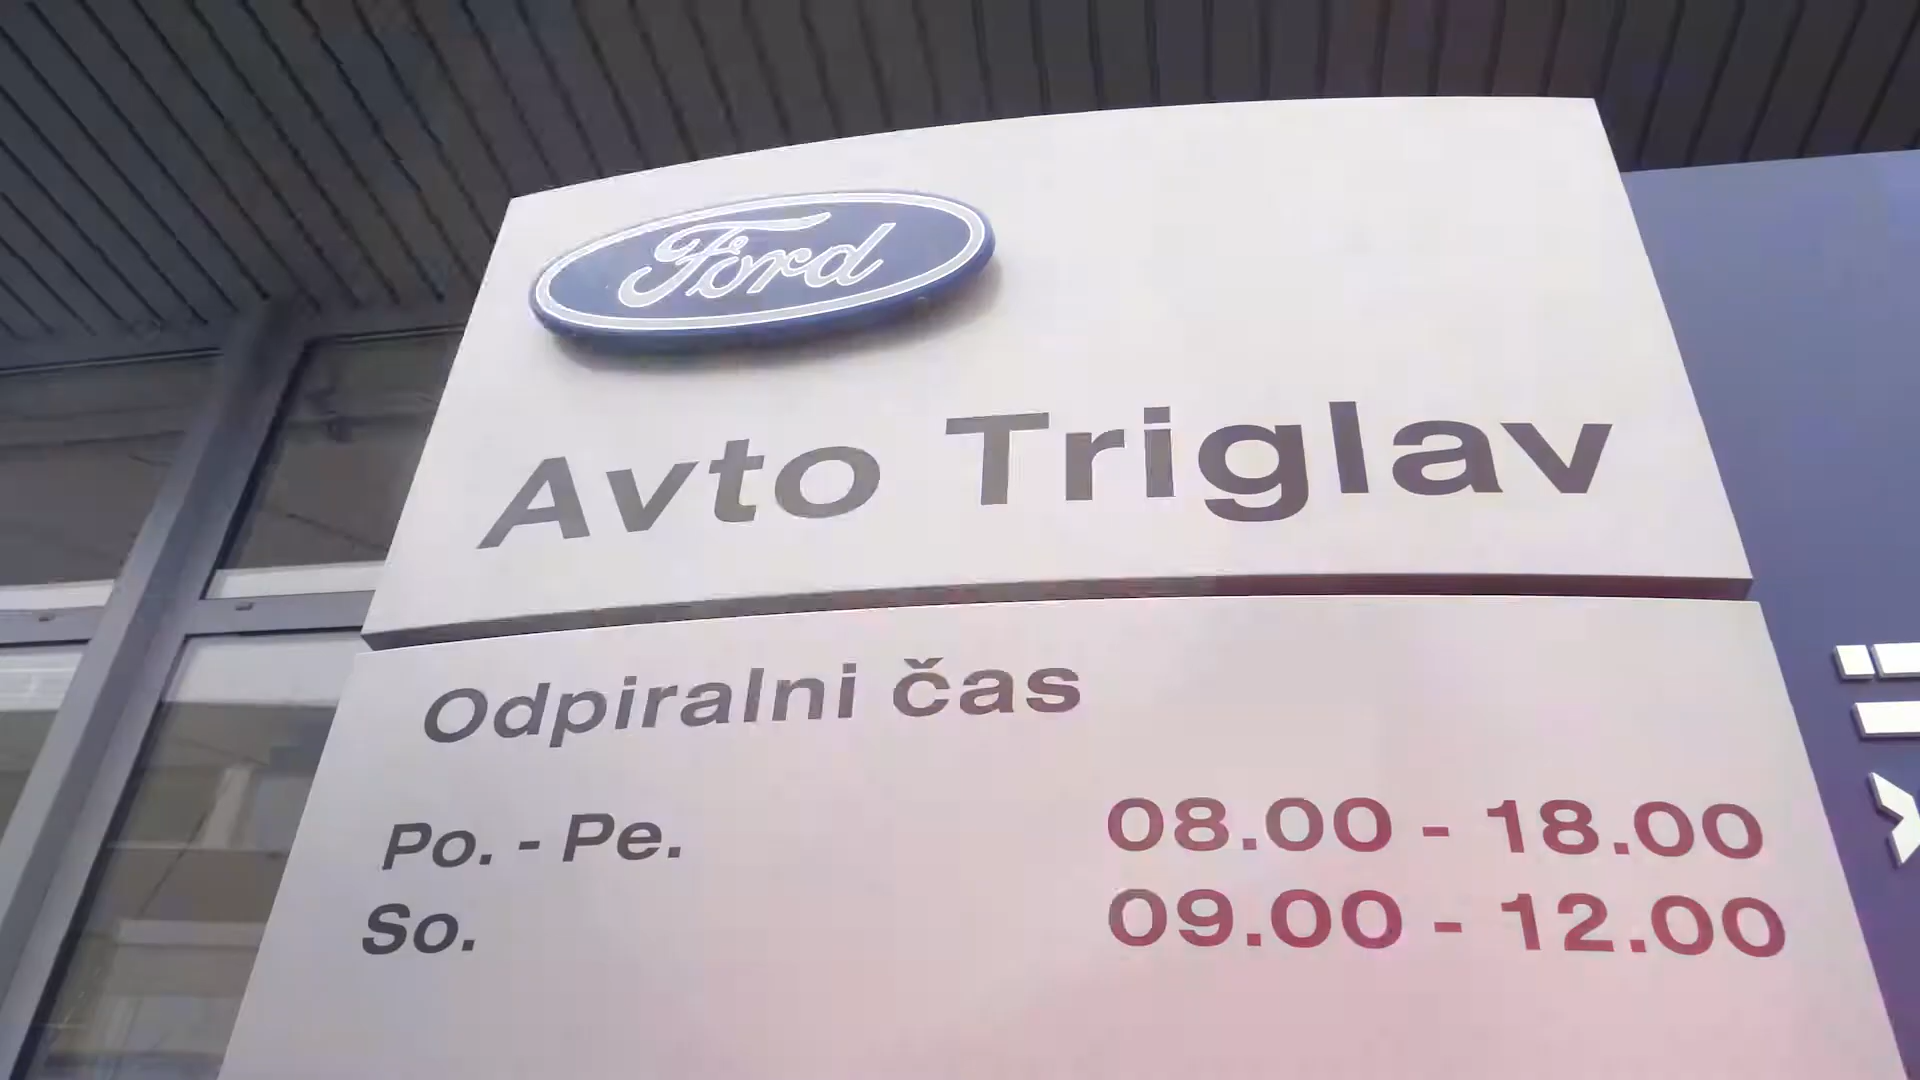 Ford
Avto Triglav
Odpiralni čas
Po. - Pe. 08.00 - 18.00
So. 09.00 - 12.00